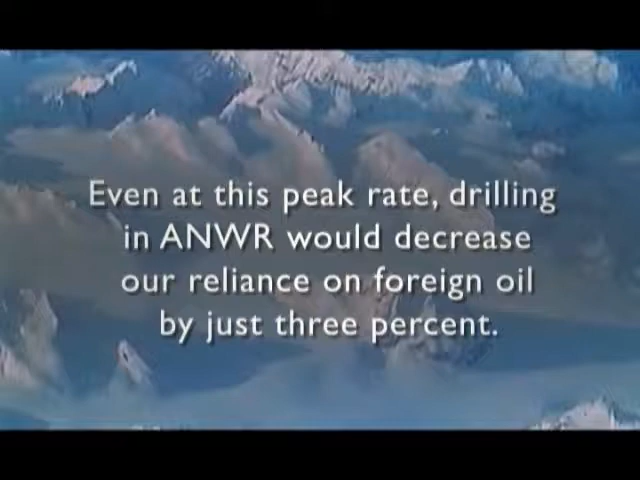 Even at this peak rate, drilling
in ANWR would decrease
our reliance on foreign oil
by just three percent.